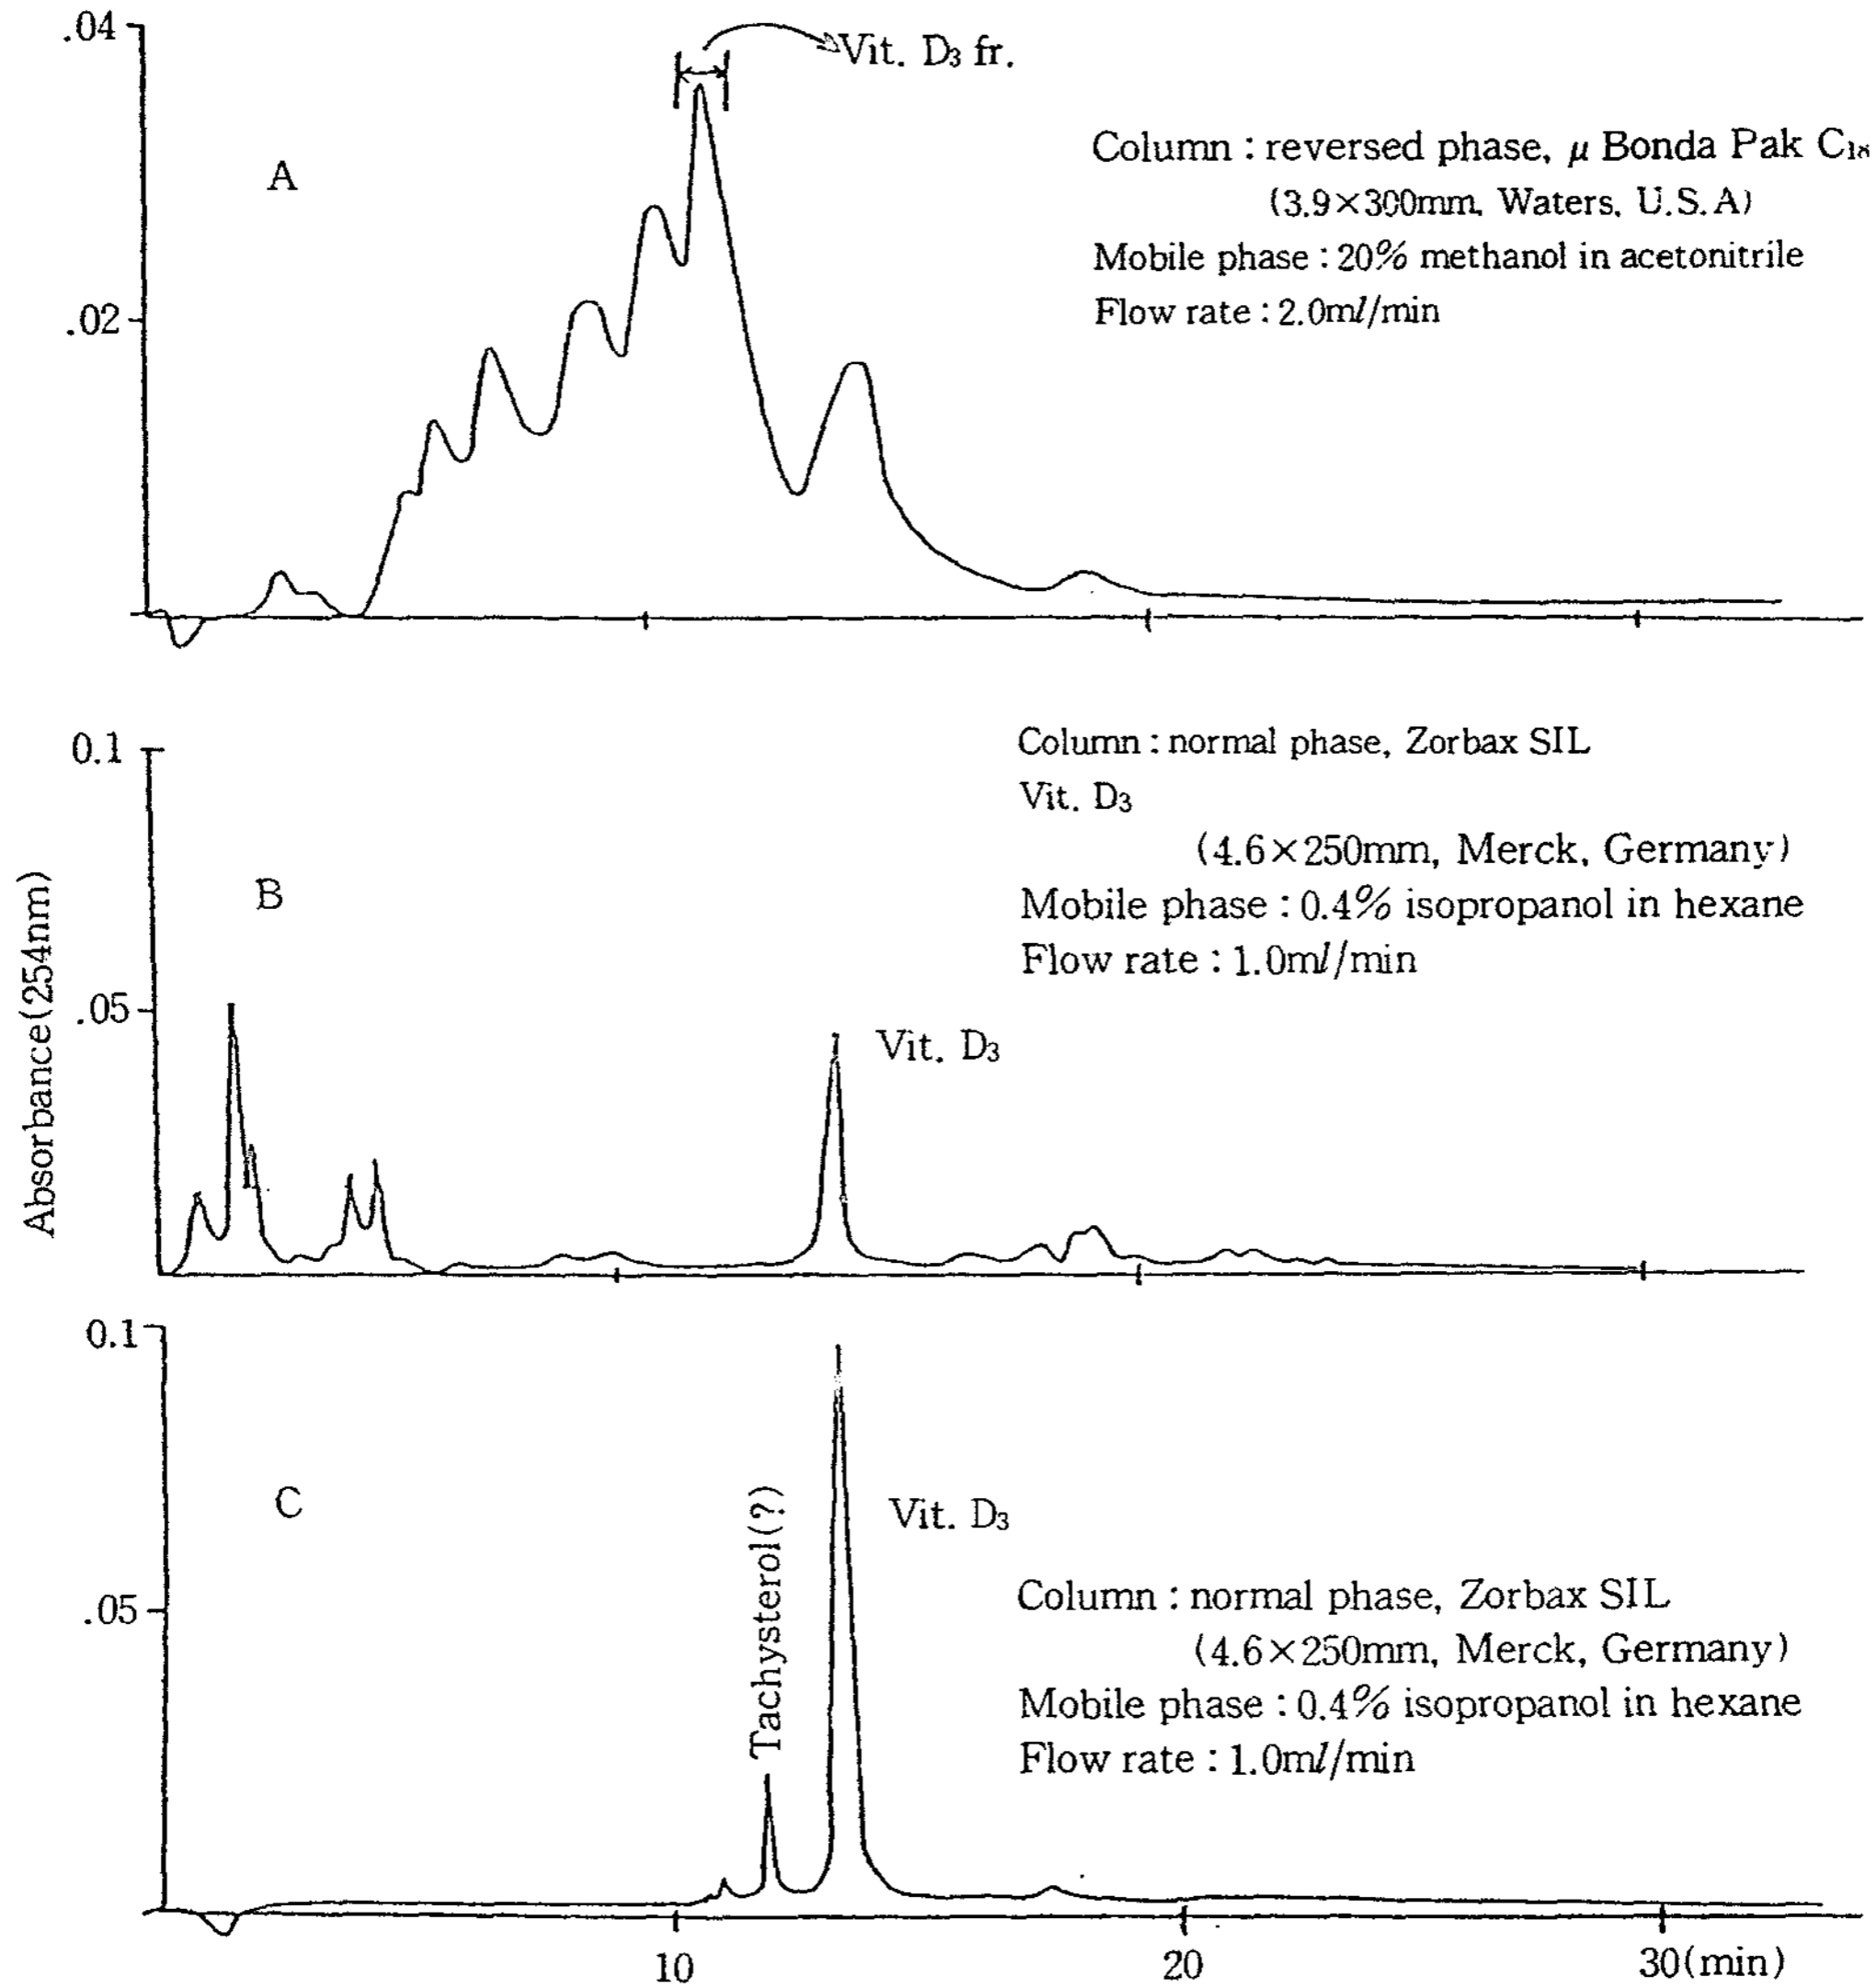 .04
Vit. D₃ fr.
A
Column : reversed phase, μ Bonda Pak C₁₈
(3.9×300mm, Waters, U.S.A)
Mobile phase : 20% methanol in acetonitrile
.02
Flow rate : 2.0ml/min
0.1
Column : normal phase, Zorbax SIL
Vit. D₃
(4.6×250mm, Merck, Germany)
B
Mobile phase : 0.4% isopropanol in hexane
Flow rate : 1.0ml/min
.05
Vit. D₃
Absorbance(254nm)
0.1
C
Tachysterol(?)
Vit. D₃
Column : normal phase, Zorbax SIL
.05
(4.6×250mm, Merck, Germany)
Mobile phase : 0.4% isopropanol in hexane
Flow rate : 1.0ml/min
10 20 30(min)